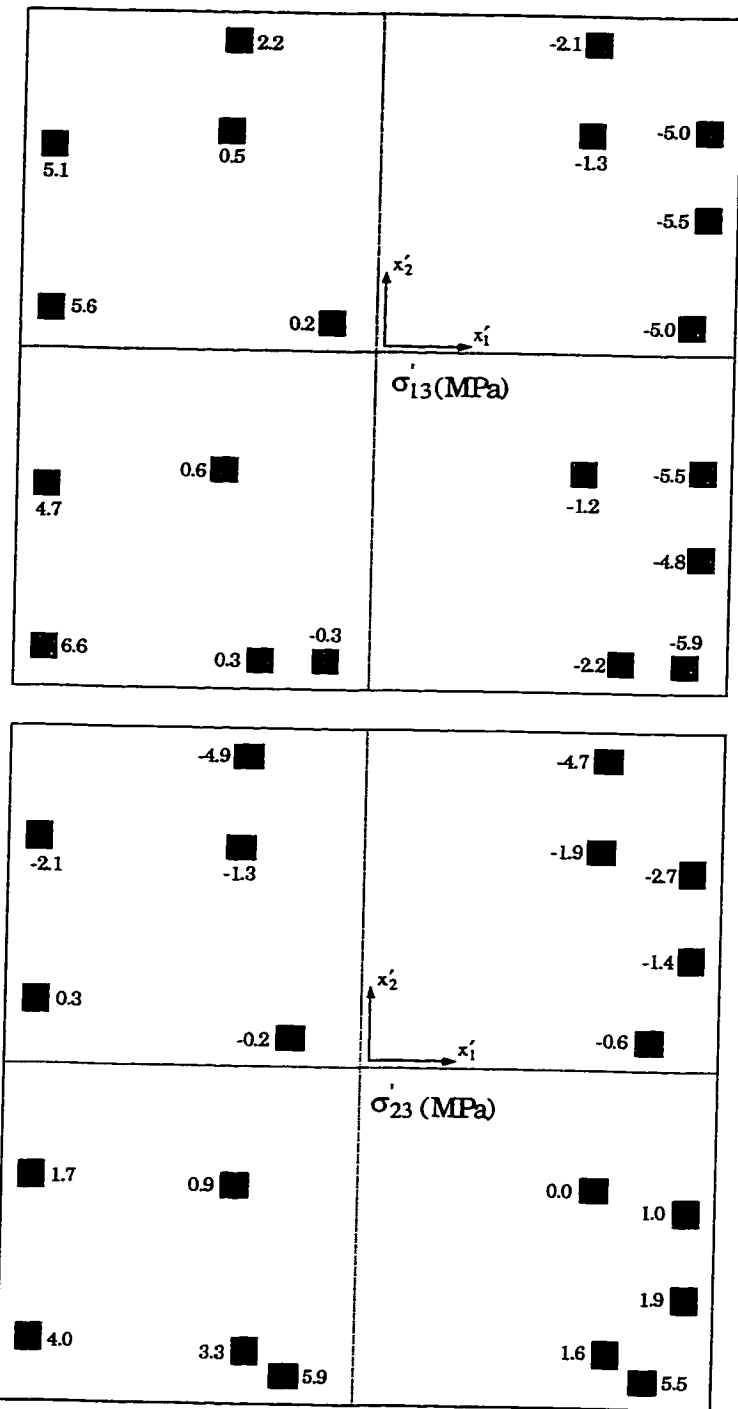 2.2 -2.1
5.1 0.5 -1.3 -5.0
-5.5
x′2
5.6 0.2 x′1 -5.0
σ′13 (MPa)
4.7 0.6 -1.2 -5.5
-4.8
6.6 0.3 -0.3 -2.2 -5.9
-4.9 -4.7
-2.1 -1.3 -1.9 -2.7
-1.4
x′2
0.3 -0.2 x′1 -0.6
σ′23 (MPa)
1.7 0.9 0.0 1.0
1.9
4.0 3.3 5.9 1.6 5.5